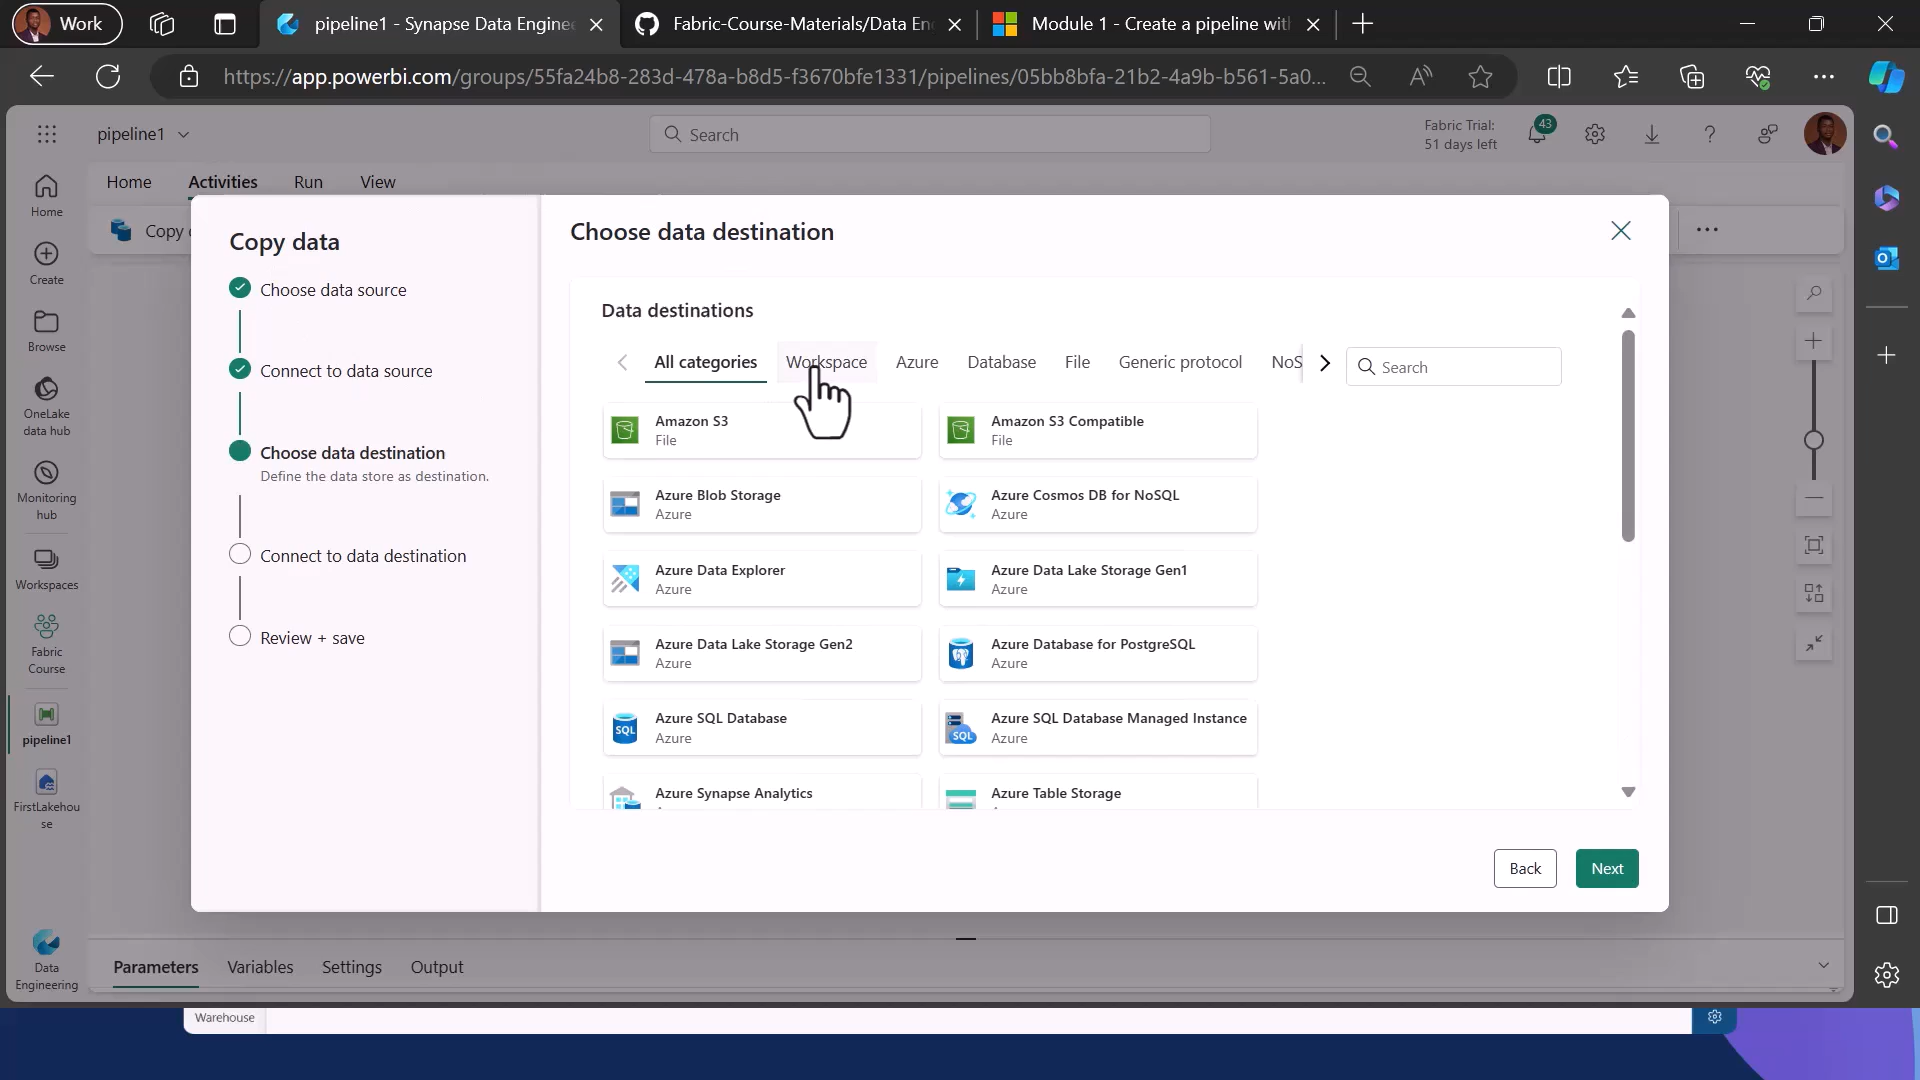 Work
pipeline1 - Synapse Data Enginee
Fabric-Course-Materials/Data En
Module 1 - Create a pipeline with
https://app.powerbi.com/groups/55fa24b8-283d-478a-b8d5-f3670bfe1331/pipelines/05bb8bfa-21b2-4a9b-b561-5a0...
pipeline1
Search
Fabric Trial:
51 days left
43
Home
Activities
Run
View
Home
Create
Browse
OneLake
data hub
Monitoring
hub
Workspaces
Fabric
Course
pipeline1
FirstLakehou
se
Data
Engineering
Copy
Copy data
Choose data source
Connect to data source
Choose data destination
Define the data store as destination.
Connect to data destination
Review + save
Choose data destination
Data destinations
All categories
Workspace
Azure
Database
File
Generic protocol
NoS
Search
Amazon S3
File
Amazon S3 Compatible
File
Azure Blob Storage
Azure
Azure Cosmos DB for NoSQL
Azure
Azure Data Explorer
Azure
Azure Data Lake Storage Gen1
Azure
Azure Data Lake Storage Gen2
Azure
Azure Database for PostgreSQL
Azure
SQL
Azure SQL Database
Azure
SQL
Azure SQL Database Managed Instance
Azure
Azure Synapse Analytics
Azure Table Storage
Back
Next
Parameters
Variables
Settings
Output
Warehouse